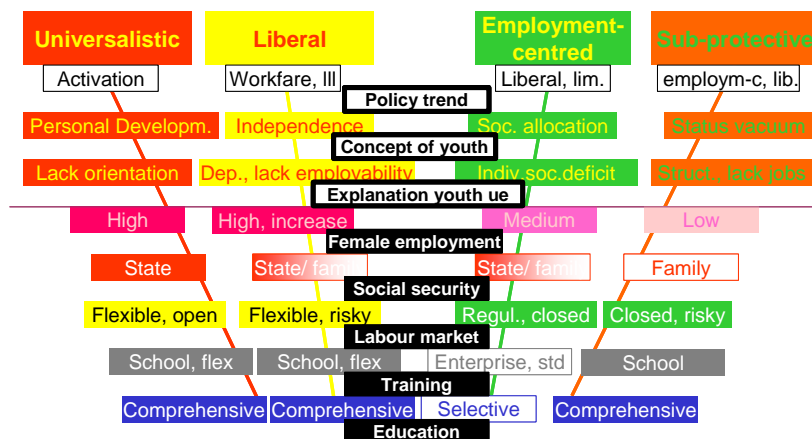 Universalistic
Liberal
Employment-
centred
Sub-protective
Activation
Workfare, lll
Liberal, lim.
employm-c, lib.
Policy trend
Personal Developm.
Independence
Soc. allocation
Status vacuum
Concept of youth
Lack orientation
Dep., lack employability
Indiv.soc.deficit
Struct., lack jobs
Explanation youth ue
High
High, increase
Medium
Low
Female employment
State
State/ family
State/ family
Family
Social security
Flexible, open
Flexible, risky
Regul., closed
Closed, risky
Labour market
School, flex
School, flex
Enterprise, std
School
Training
Comprehensive
Comprehensive
Selective
Comprehensive
Education